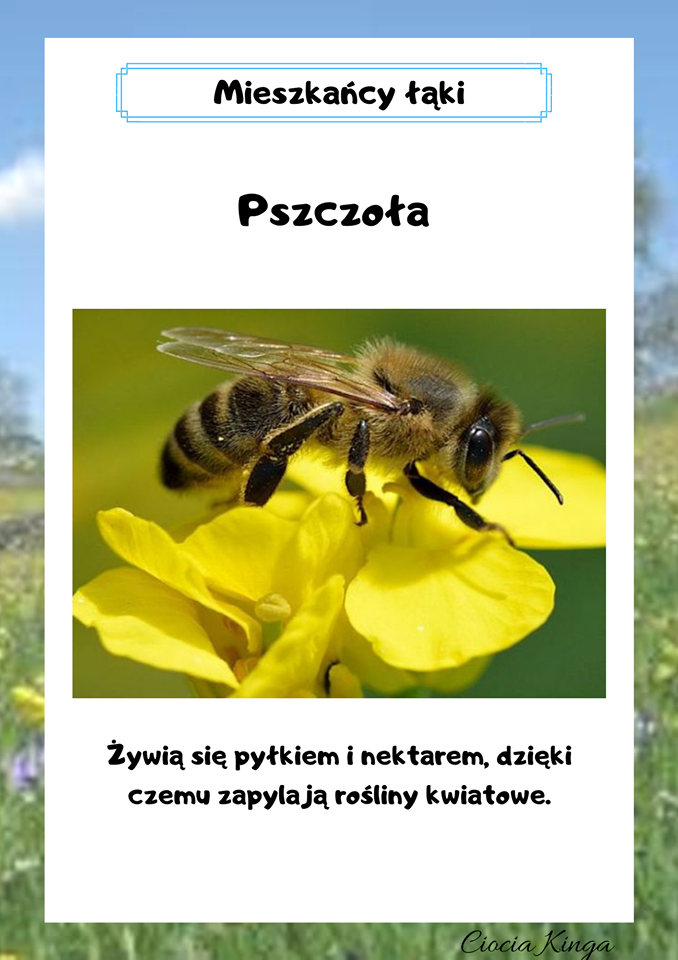 Mieszkańcy łąki
Pszczoła
Żywią się pyłkiem i nektarem, dzięki
czemu zapylają rośliny kwiatowe.
Ciocia Kinga